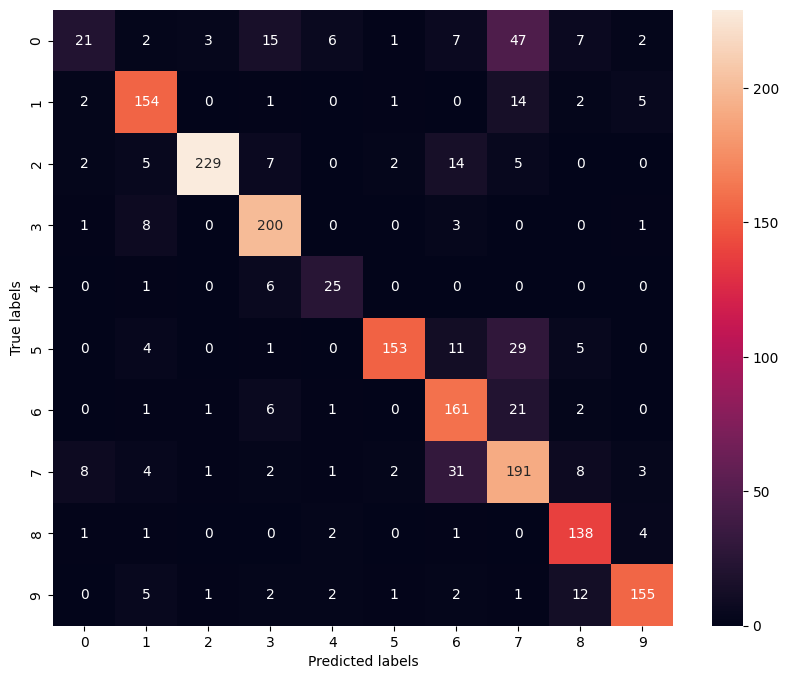 0 21 2 3 15 6 1 7 47 7 2
1 2 154 0 1 0 1 0 14 2 5
2 2 5 229 7 0 2 14 5 0 0
3 1 8 0 200 0 0 3 0 0 1
4 0 1 0 6 25 0 0 0 0 0
5 0 4 0 1 0 153 11 29 5 0
6 0 1 1 6 1 0 161 21 2 0
7 8 4 1 2 1 2 31 191 8 3
8 1 1 0 0 2 0 1 0 138 4
9 0 5 1 2 2 1 2 1 12 155
0 1 2 3 4 5 6 7 8 9
True labels
Predicted labels
200
150
100
50
0